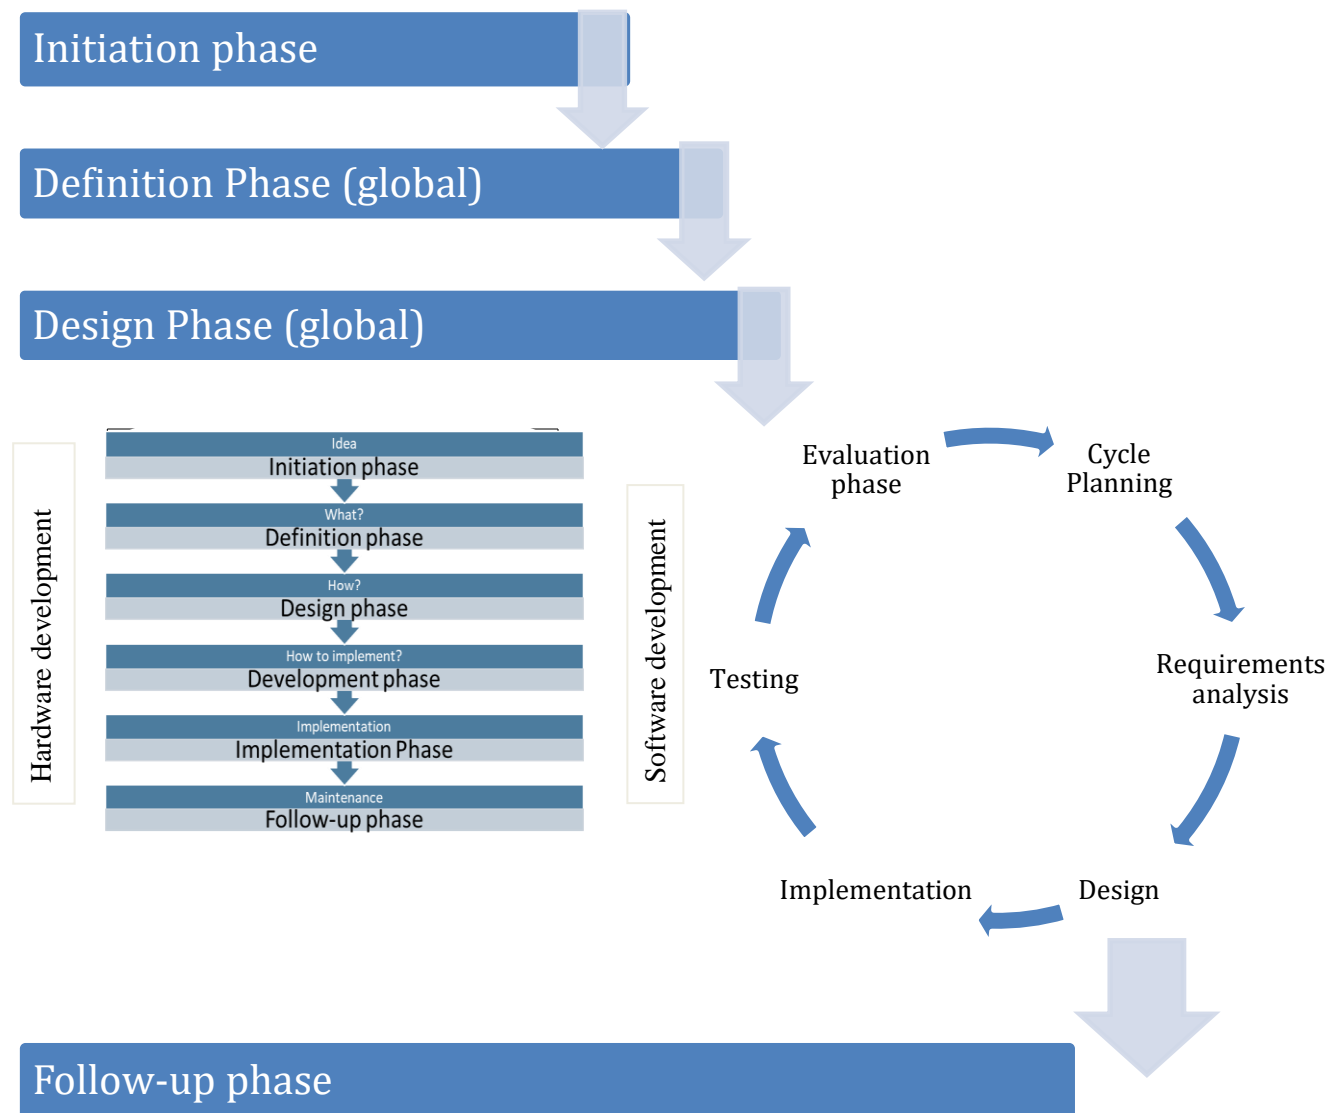 Initiation phase
Definition Phase (global)
Design Phase (global)
Hardware development
Idea
Initiation phase
What?
Definition phase
How?
Design phase
How to implement?
Development phase
Implementation
Implementation Phase
Maintenance
Follow-up phase
Software development
Evaluation
phase
Cycle
Planning
Requirements
analysis
Design
Implementation
Testing
Follow-up phase